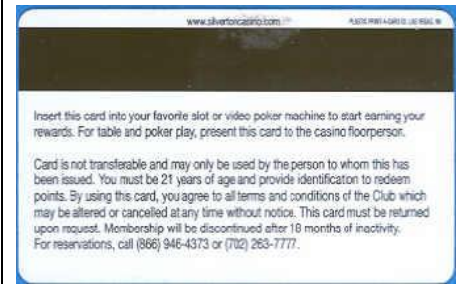 www.silvertoncasino.com
Insert this card into your favorite slot or video poker machine to start earning your
rewards. For table and poker play, present this card to the casino floorperson.
Card is not transferable and may only be used by the person to whom this has
been issued. You must be 21 years of age and provide identification to redeem
points. By using this card, you agree to all terms and conditions of the Club which
may be altered or cancelled at any time without notice. This card must be returned
upon request. Membership will be discontinued after 18 months of inactivity.
For reservations, call (866) 946-4373 or (702) 263-7777.